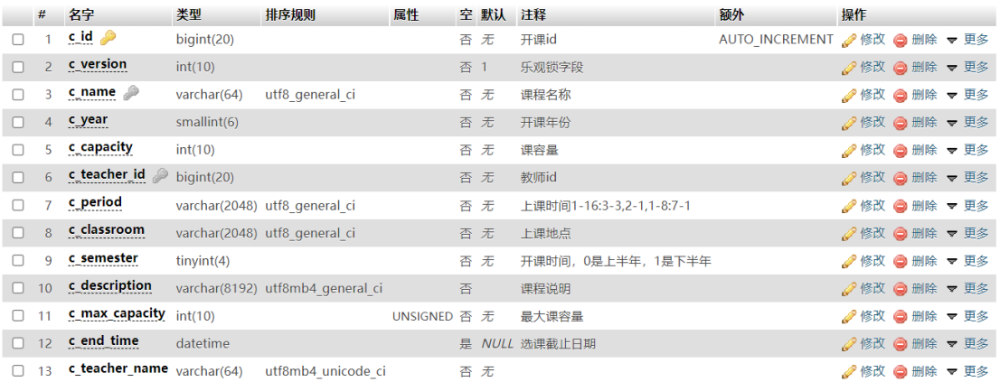 # 名字 类型 排序规则 属性 空 默认 注释 额外 操作
1 c_id bigint(20) 否 无 开课id AUTO_INCREMENT 修改 删除 更多
2 c_version int(10) 否 1 乐观锁字段 修改 删除 更多
3 c_name varchar(64) utf8_general_ci 否 无 课程名称 修改 删除 更多
4 c_year smallint(6) 否 无 开课年份 修改 删除 更多
5 c_capacity int(10) 否 无 课容量 修改 删除 更多
6 c_teacher_id bigint(20) 否 无 教师id 修改 删除 更多
7 c_period varchar(2048) utf8_general_ci 否 无 上课时间1-16:3-3,2-1,1-8:7-1 修改 删除 更多
8 c_classroom varchar(2048) utf8_general_ci 否 无 上课地点 修改 删除 更多
9 c_semester tinyint(4) 否 无 开课时间，0是上半年，1是下半年 修改 删除 更多
10 c_description varchar(8192) utf8mb4_general_ci 否 课程说明 修改 删除 更多
11 c_max_capacity int(10) UNSIGNED 否 无 最大课容量 修改 删除 更多
12 c_end_time datetime 是 NULL 选课截止日期 修改 删除 更多
13 c_teacher_name varchar(64) utf8mb4_unicode_ci 否 无 修改 删除 更多